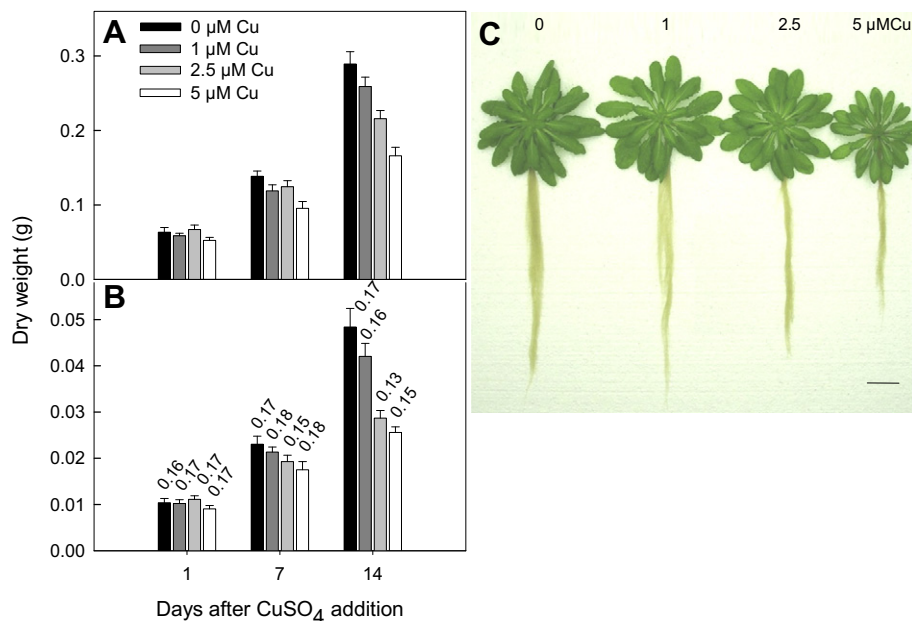 A
0 µM Cu
1 µM Cu
2.5 µM Cu
5 µM Cu
0.3
0.2
0.1
0.0
Dry weight (g)
B
0.05
0.04
0.03
0.02
0.01
0.00
0.16
0.17
0.17
0.17
0.17
0.18
0.15
0.18
0.17
0.16
0.13
0.15
1 7 14
Days after CuSO4 addition
C
0 1 2.5 5 µMCu